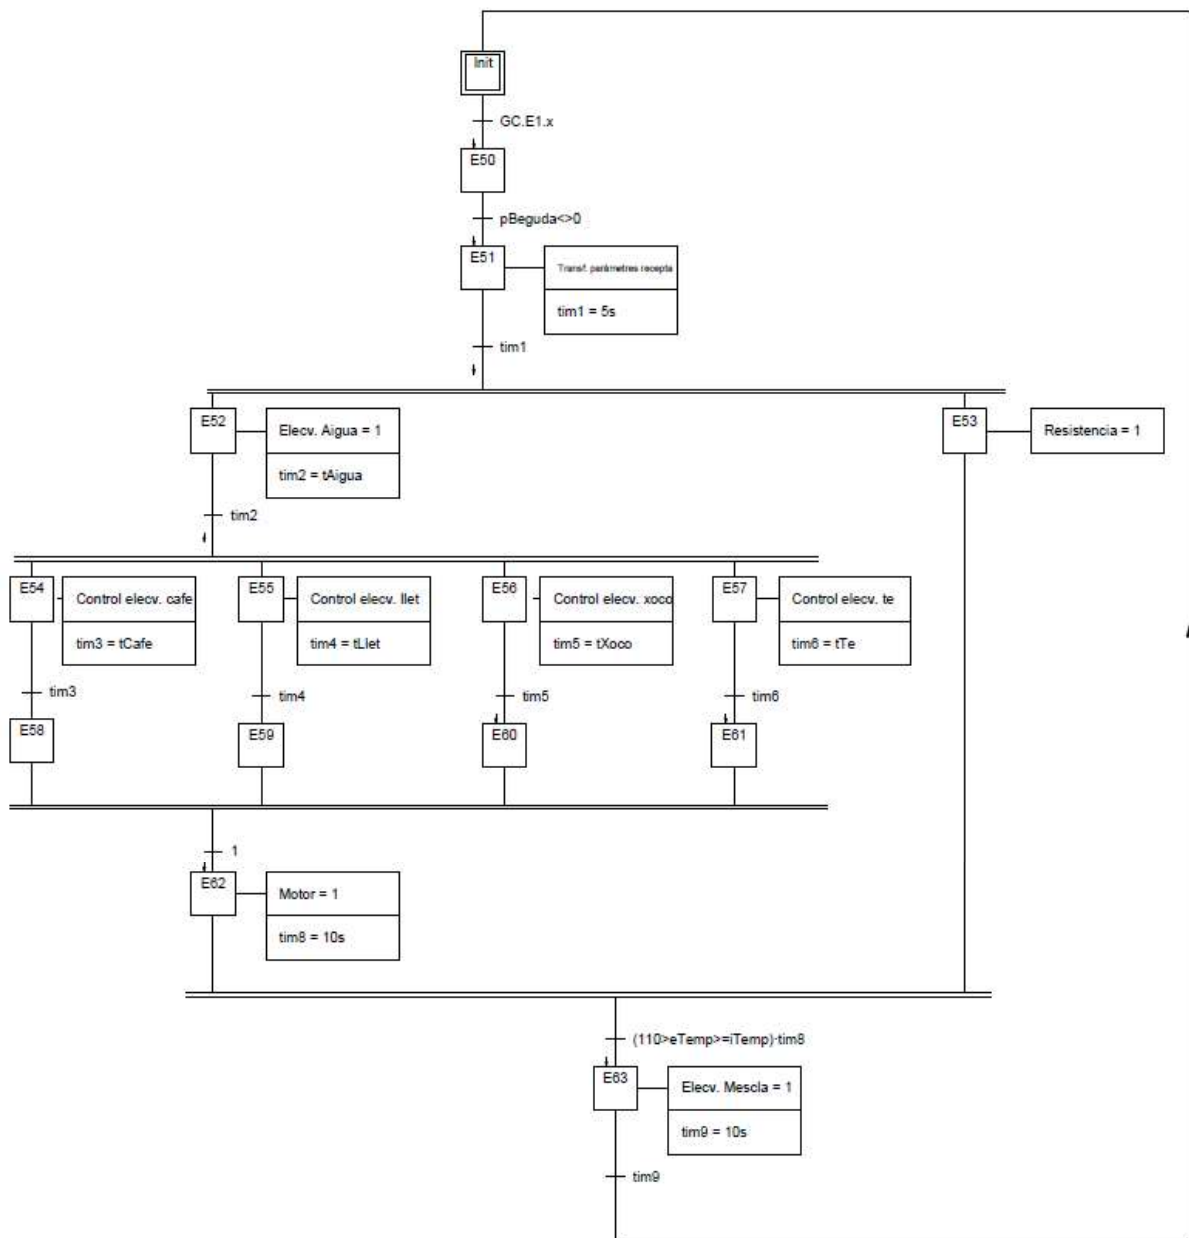 Init
GC.E1.x
E50
pBeguda<>0
E51
Transf. paràmetres recepta
tim1 = 5s
tim1
E52
Elecv. Aigua = 1
tim2 = tAigua
E53
Resistencia = 1
tim2
E54
Control elecv. cafe
tim3 = tCafe
E55
Control elecv. llet
tim4 = tLlet
E56
Control elecv. xoco
tim5 = tXoco
E57
Control elecv. te
tim6 = tTe
tim3
tim4
tim5
tim6
E58
E59
E60
E61
1
E62
Motor = 1
tim8 = 10s
(110>eTemp>=iTemp)·tim8
E63
Elecv. Mescla = 1
tim9 = 10s
tim9